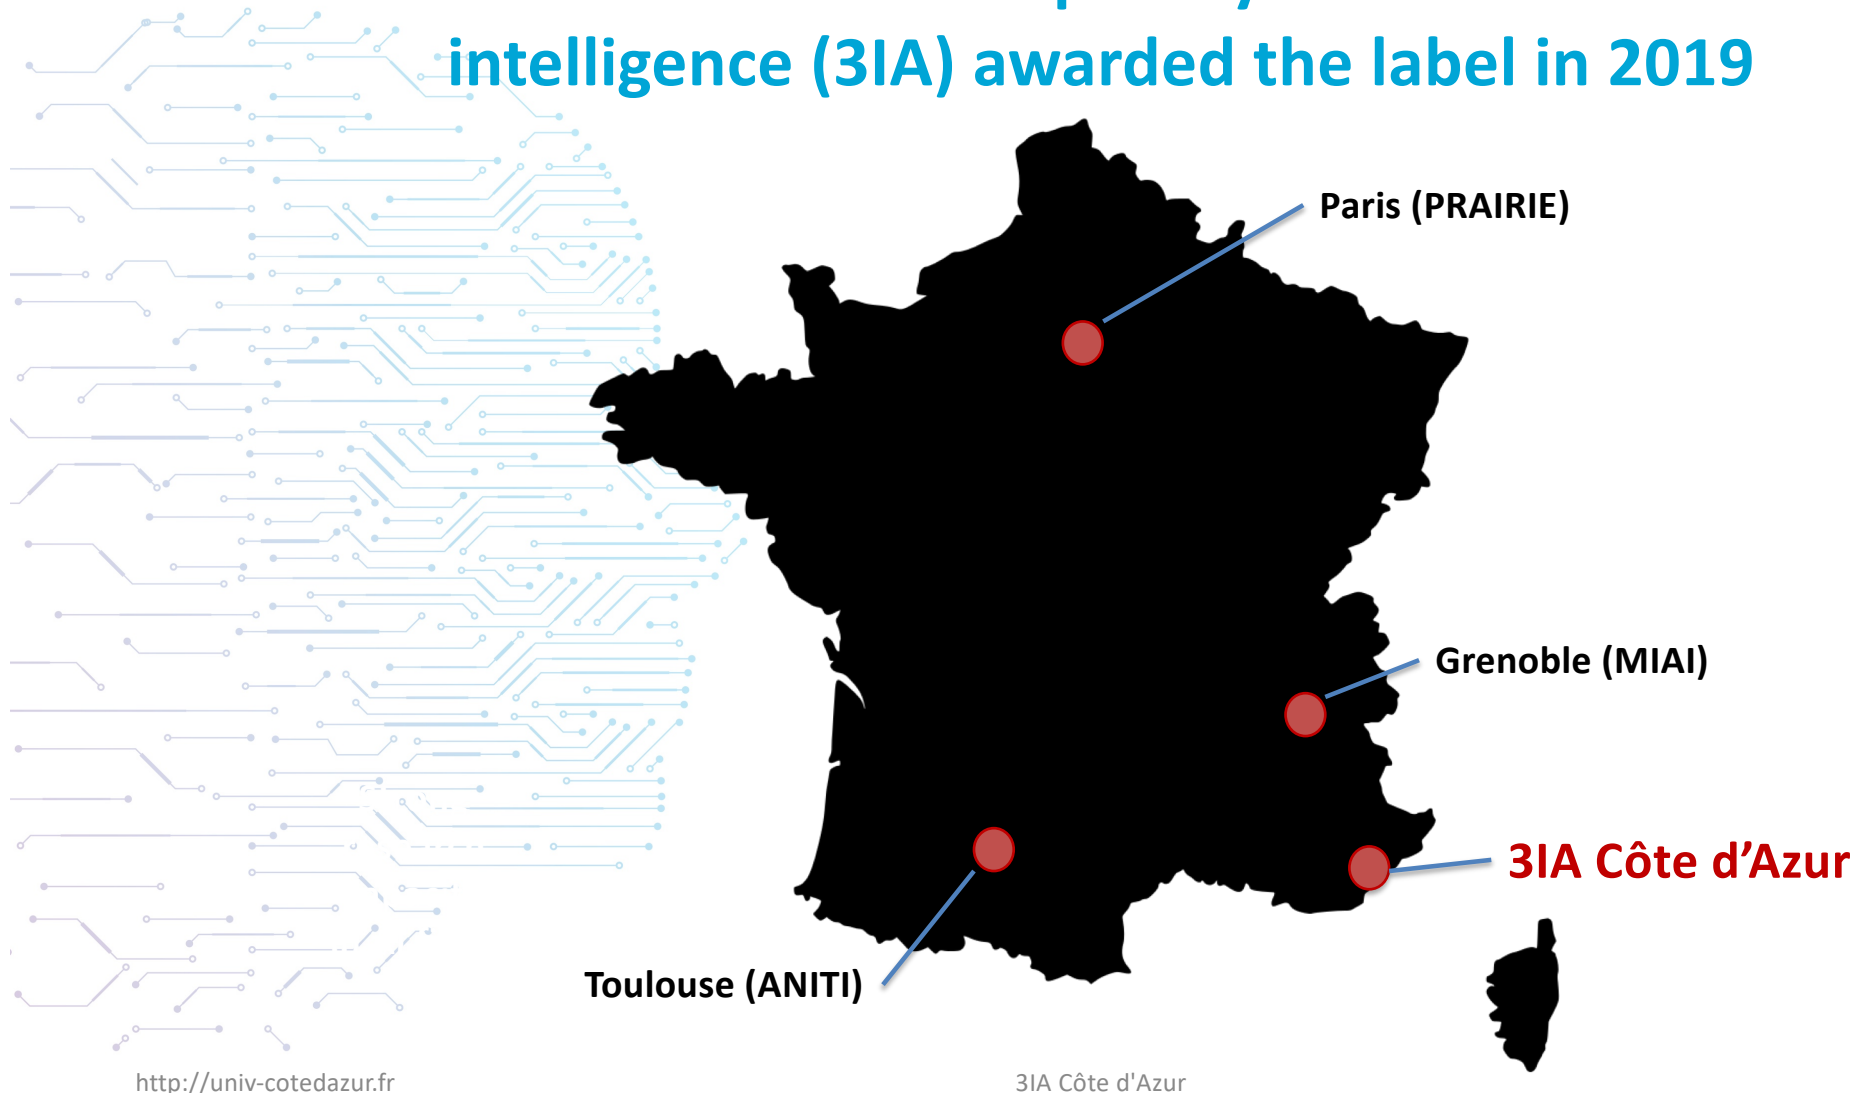 intelligence (3IA) awarded the label in 2019
Paris (PRAIRIE)
Grenoble (MIAI)
3IA Côte d’Azur
Toulouse (ANITI)
http://univ-cotedazur.fr
3IA Côte d'Azur